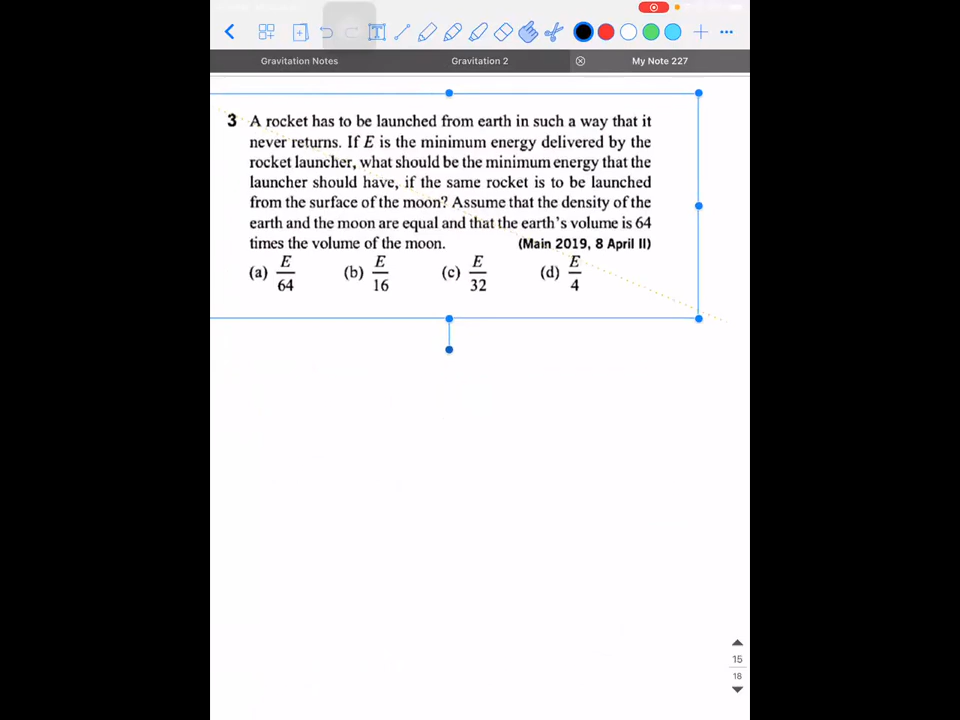 Gravitation Notes
Gravitation 2
My Note 227
3 A rocket has to be launched from earth in such a way that it
never returns. If E is the minimum energy delivered by the
rocket launcher, what should be the minimum energy that the
launcher should have, if the same rocket is to be launched
from the surface of the moon? Assume that the density of the
earth and the moon are equal and that the earth's volume is 64
times the volume of the moon. (Main 2019, 8 April II)
(a) E/64 (b) E/16 (c) E/32 (d) E/4
15
18